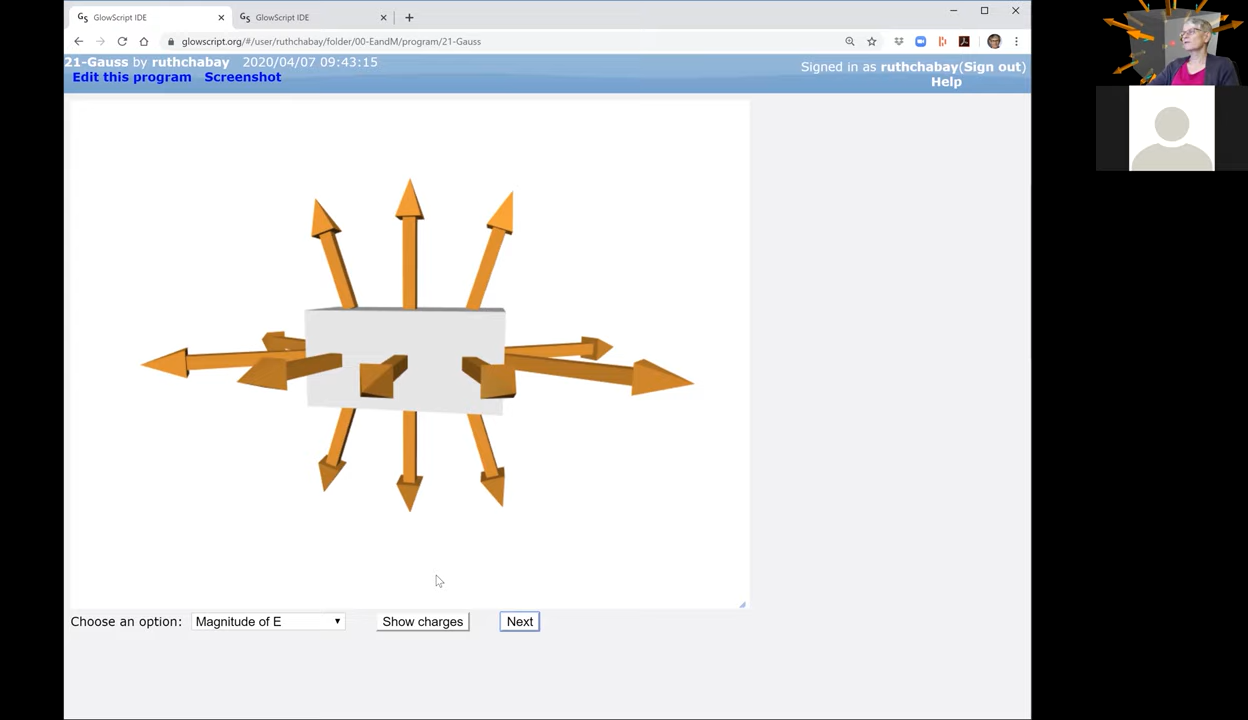 GS GlowScript IDE
GS GlowScript IDE
glowscript.org/#/user/ruthchabay/folder/00-EandM/program/21-Gauss
21-Gauss by ruthchabay 2020/04/07 09:43:15
Signed in as ruthchabay(Sign out)
Edit this program Screenshot
Help
Choose an option: Magnitude of E Show charges Next